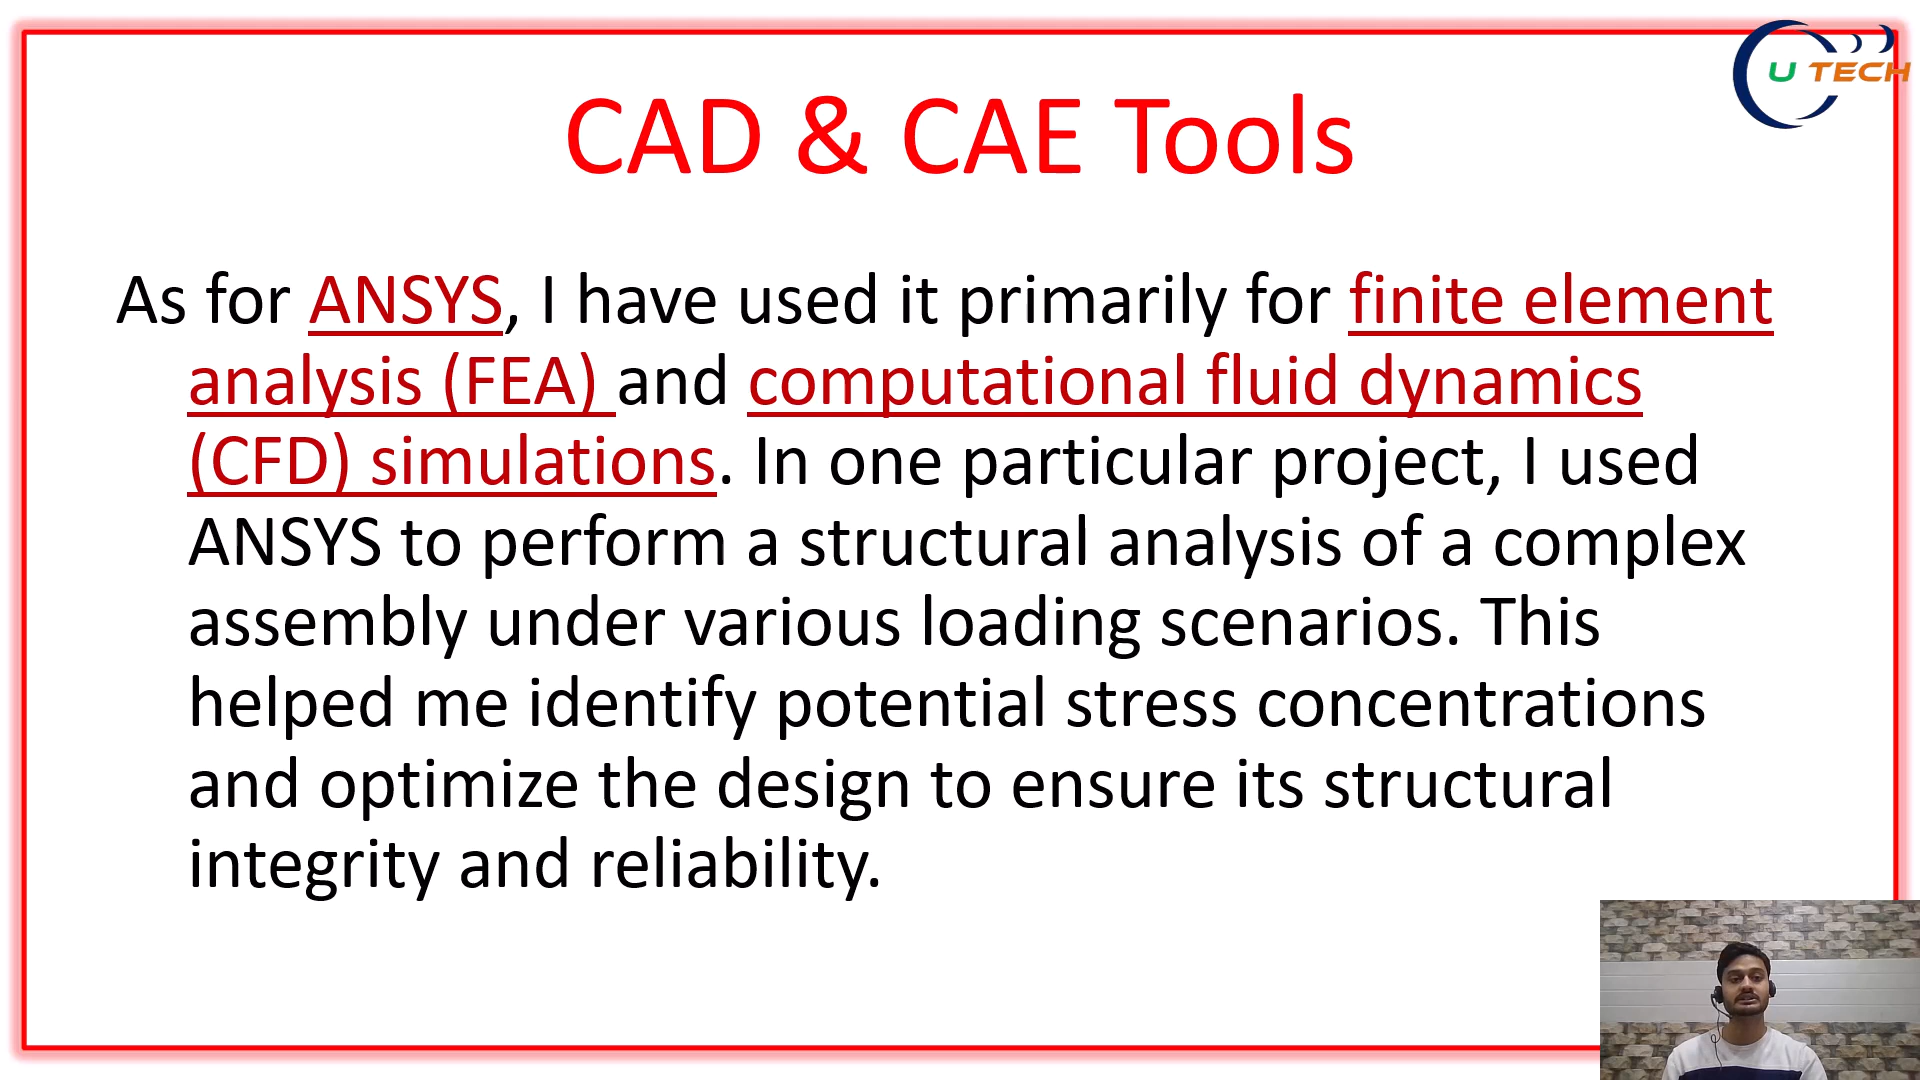 U TECH
CAD & CAE Tools
As for ANSYS, I have used it primarily for finite element
analysis (FEA) and computational fluid dynamics
(CFD) simulations. In one particular project, I used
ANSYS to perform a structural analysis of a complex
assembly under various loading scenarios. This
helped me identify potential stress concentrations
and optimize the design to ensure its structural
integrity and reliability.